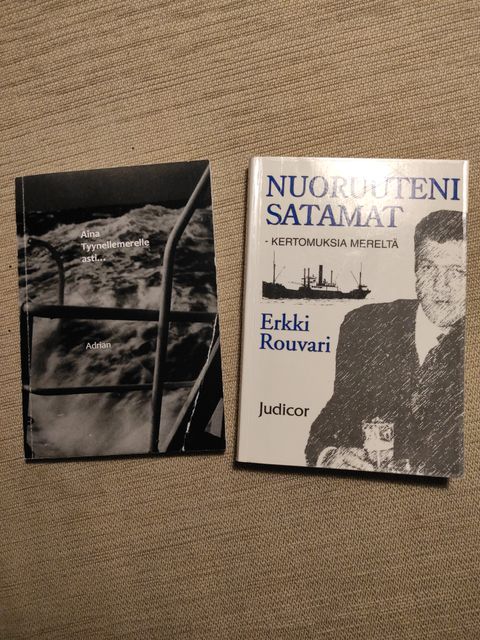 Aina
Tyynellemerelle
asti...
Adrian
NUORUUTENI
SATAMAT
- KERTOMUKSIA MERELTÄ
Erkki
Rouvari
Judicor